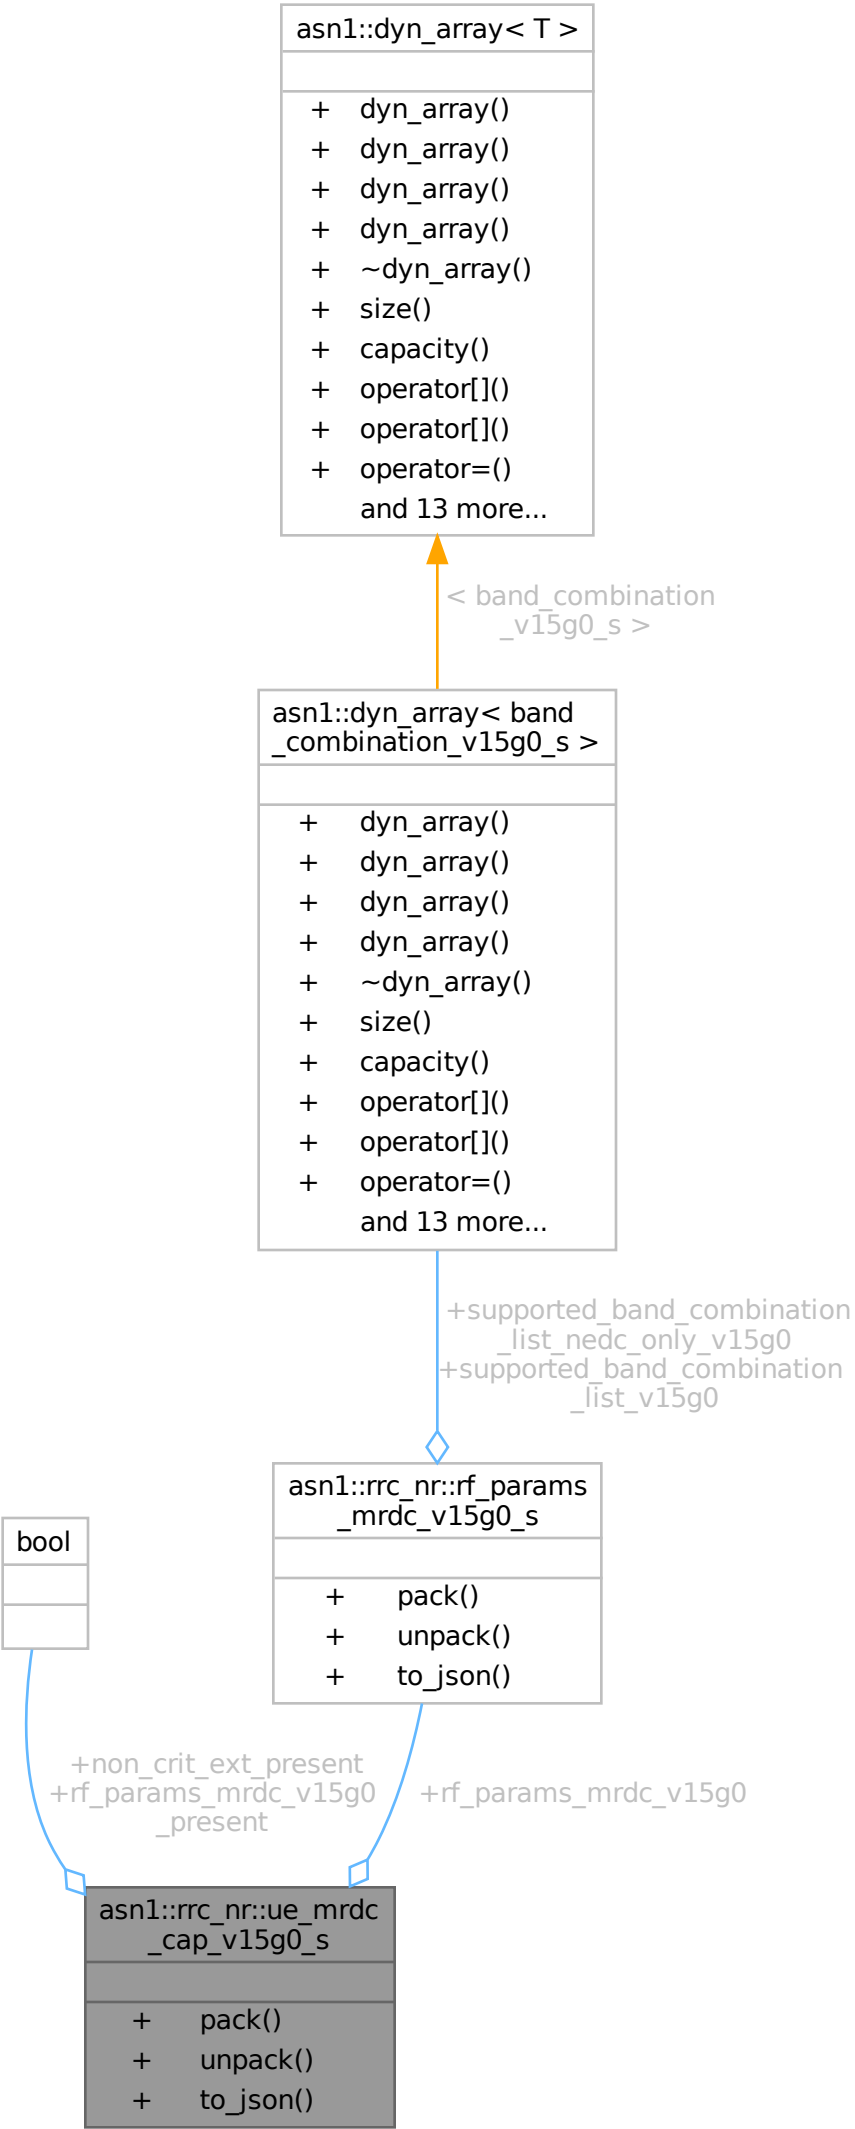 asn1::dyn_array< T >
+ dyn_array()
+ dyn_array()
+ dyn_array()
+ dyn_array()
+ ~dyn_array()
+ size()
+ capacity()
+ operator[]()
+ operator[]()
+ operator=()
and 13 more...
< band_combination
_v15g0_s >
asn1::dyn_array< band
_combination_v15g0_s >
+ dyn_array()
+ dyn_array()
+ dyn_array()
+ dyn_array()
+ ~dyn_array()
+ size()
+ capacity()
+ operator[]()
+ operator[]()
+ operator=()
and 13 more...
+supported_band_combination
_list_nedc_only_v15g0
+supported_band_combination
_list_v15g0
asn1::rrc_nr::rf_params
_mrdc_v15g0_s
+ pack()
+ unpack()
+ to_json()
bool
+non_crit_ext_present
+rf_params_mrdc_v15g0
_present
+rf_params_mrdc_v15g0
asn1::rrc_nr::ue_mrdc
_cap_v15g0_s
+ pack()
+ unpack()
+ to_json()